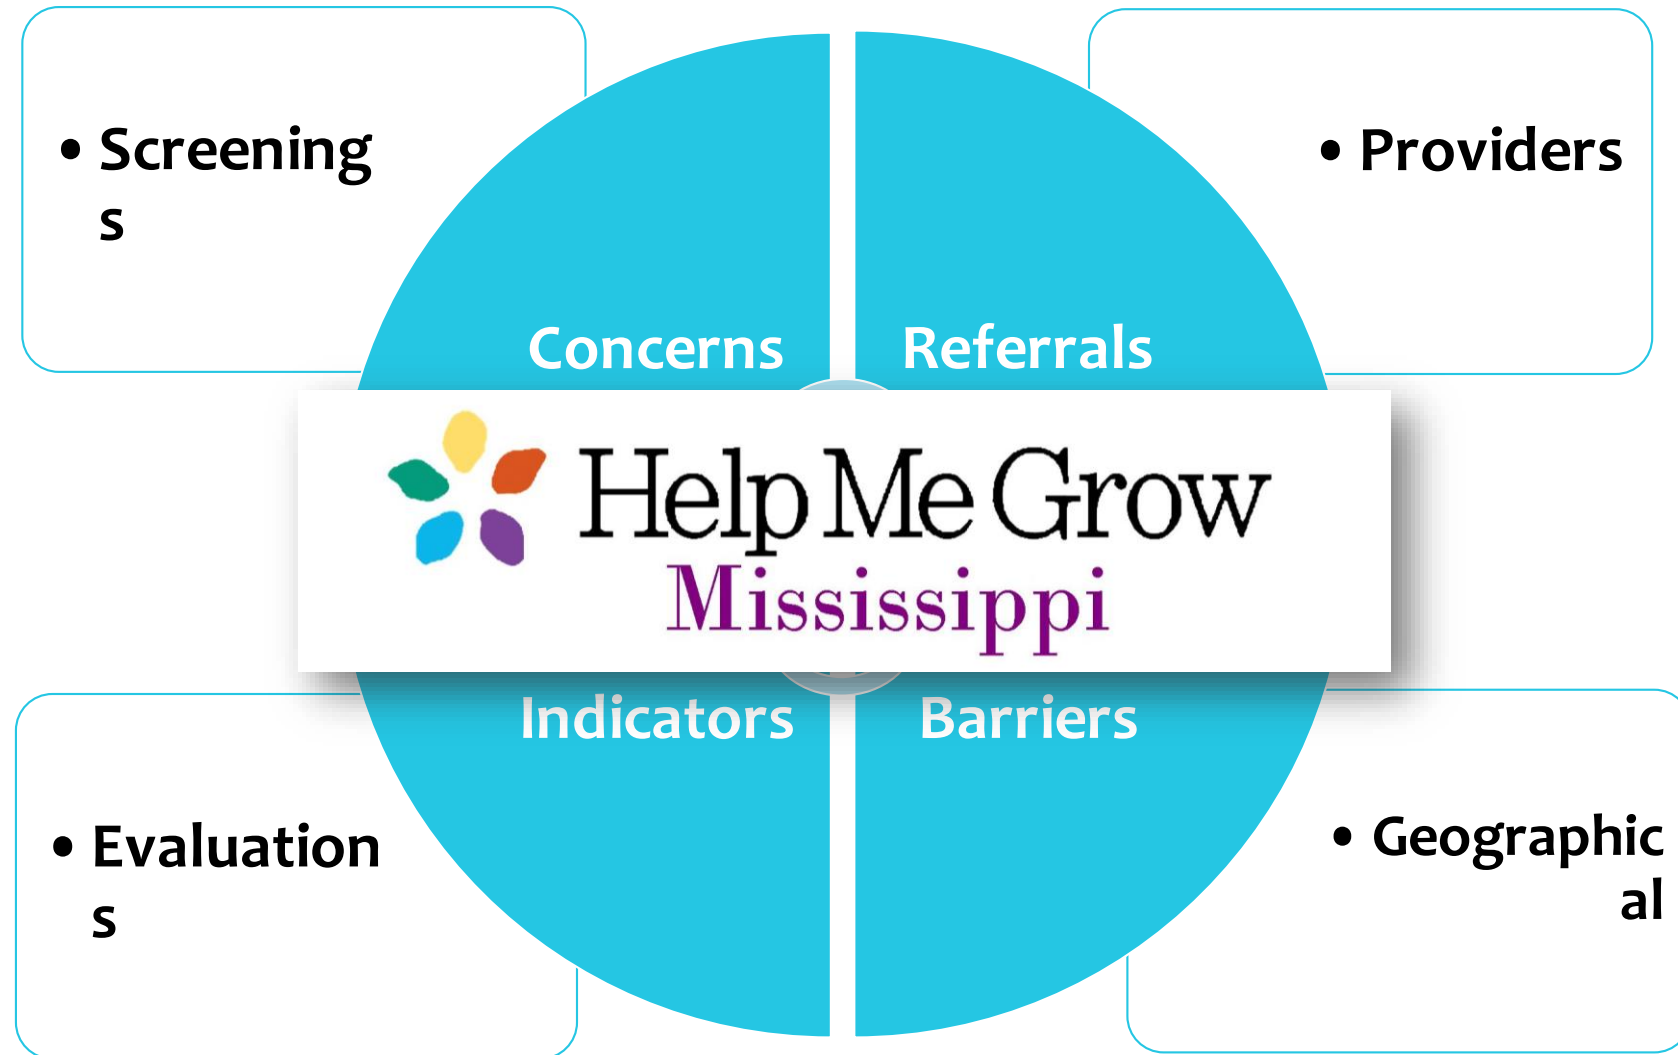 • Screening
s
• Providers
Concerns
Referrals
Help Me Grow
Mississippi
Indicators
Barriers
• Evaluation
s
• Geographic
al